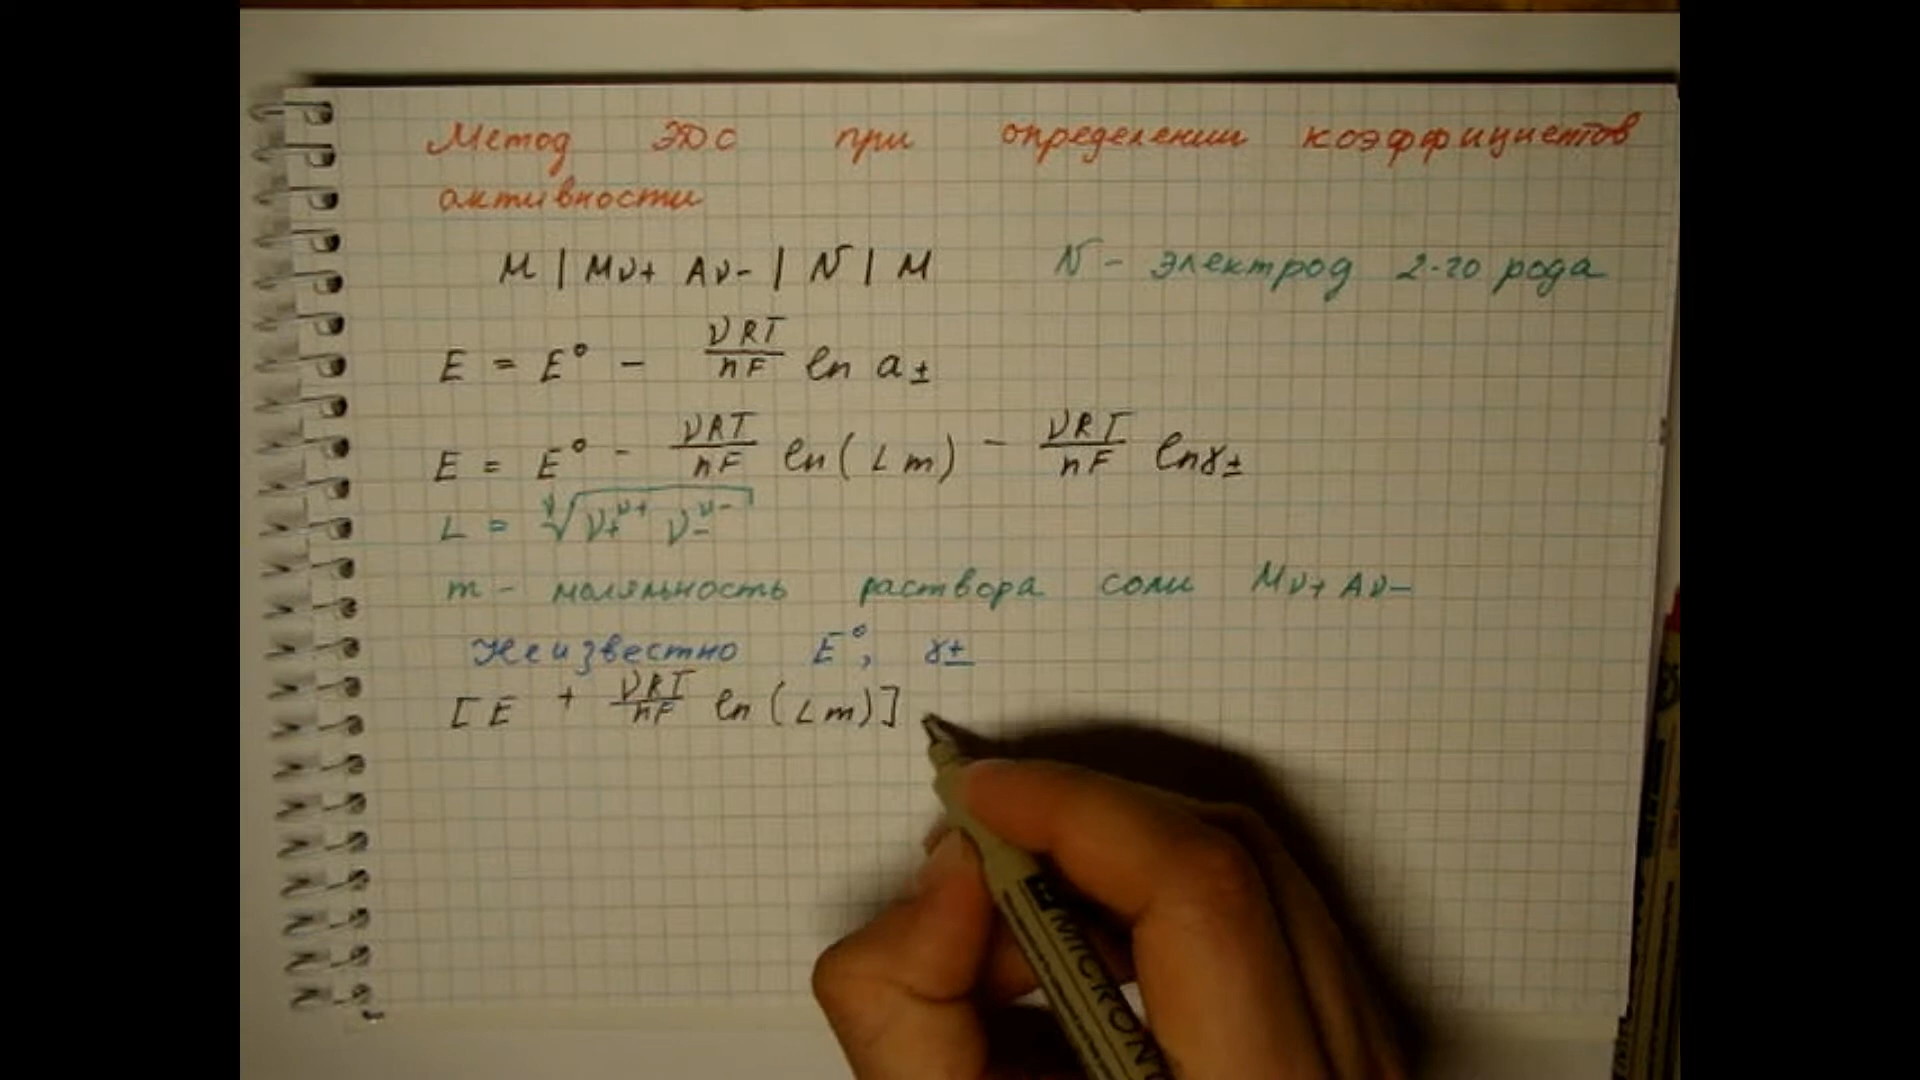 Метод ЭДС при определении коэффициентов
активности
M | Mν+ Aν- | N | M N - электрод 2-го рода
E = E° - νRT/nF ln a±
E = E° - νRT/nF ln(Lm) - νRT/nF lnγ±
L = ᵛ√(ν₊^ν+ ν₋^ν-)
m - моляльность раствора соли Mν+ Aν-
Неизвестно E°, γ±
[E + νRT/nF ln(Lm)]
MICRON